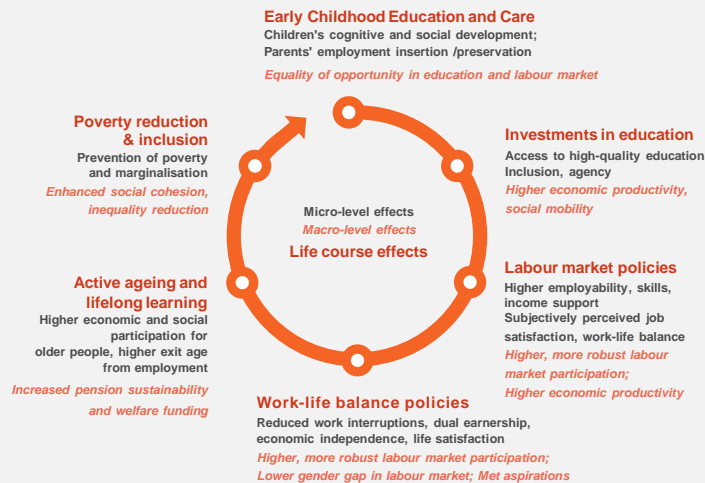 Early Childhood Education and Care
Children's cognitive and social development;
Parents' employment insertion /preservation
Equality of opportunity in education and labour market
Investments in education
Access to high-quality education
Inclusion, agency
Higher economic productivity,
social mobility
Labour market policies
Higher employability, skills,
income support
Subjectively perceived job
satisfaction, work-life balance
Higher, more robust labour
market participation;
Higher economic productivity
Work-life balance policies
Reduced work interruptions, dual earnership,
economic independence, life satisfaction
Higher, more robust labour market participation;
Lower gender gap in labour market; Met aspirations
Active ageing and
lifelong learning
Higher economic and social
participation for
older people, higher exit age
from employment
Increased pension sustainability
and welfare funding
Poverty reduction
& inclusion
Prevention of poverty
and marginalisation
Enhanced social cohesion,
inequality reduction
Micro-level effects
Macro-level effects
Life course effects